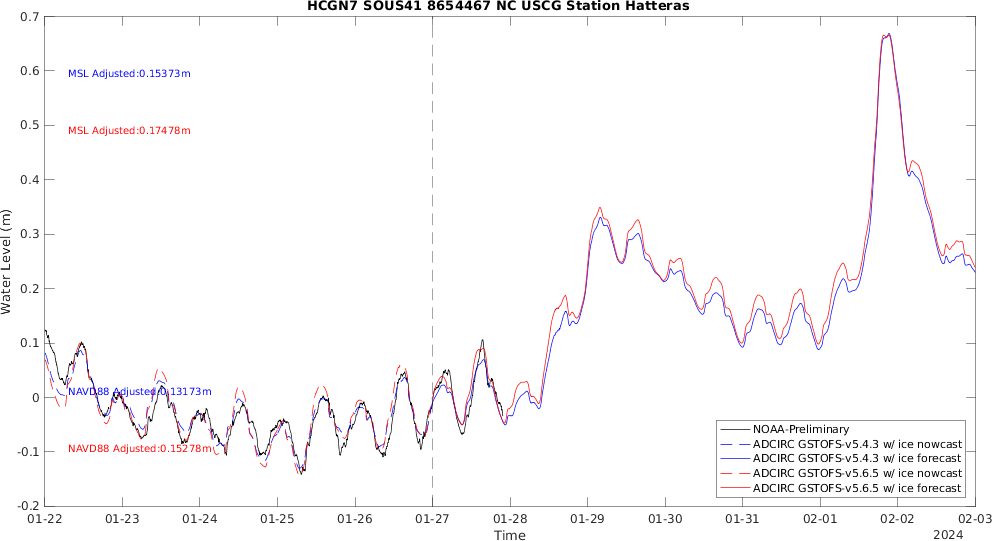 HCGN7 SOUS41 8654467 NC USCG Station Hatteras
0.7
0.6
0.5
0.4
0.3
0.2
0.1
0
-0.1
-0.2
Water Level (m)
MSL Adjusted:0.15373m
MSL Adjusted:0.17478m
NAVD88 Adjusted:0.13173m
NAVD88 Adjusted:0.15278m
NOAA-Preliminary
ADCIRC GSTOFS-v5.4.3 w/ ice nowcast
ADCIRC GSTOFS-v5.4.3 w/ ice forecast
ADCIRC GSTOFS-v5.6.5 w/ ice nowcast
ADCIRC GSTOFS-v5.6.5 w/ ice forecast
01-22 01-23 01-24 01-25 01-26 01-27 01-28 01-29 01-30 01-31 02-01 02-02 02-03
Time
2024